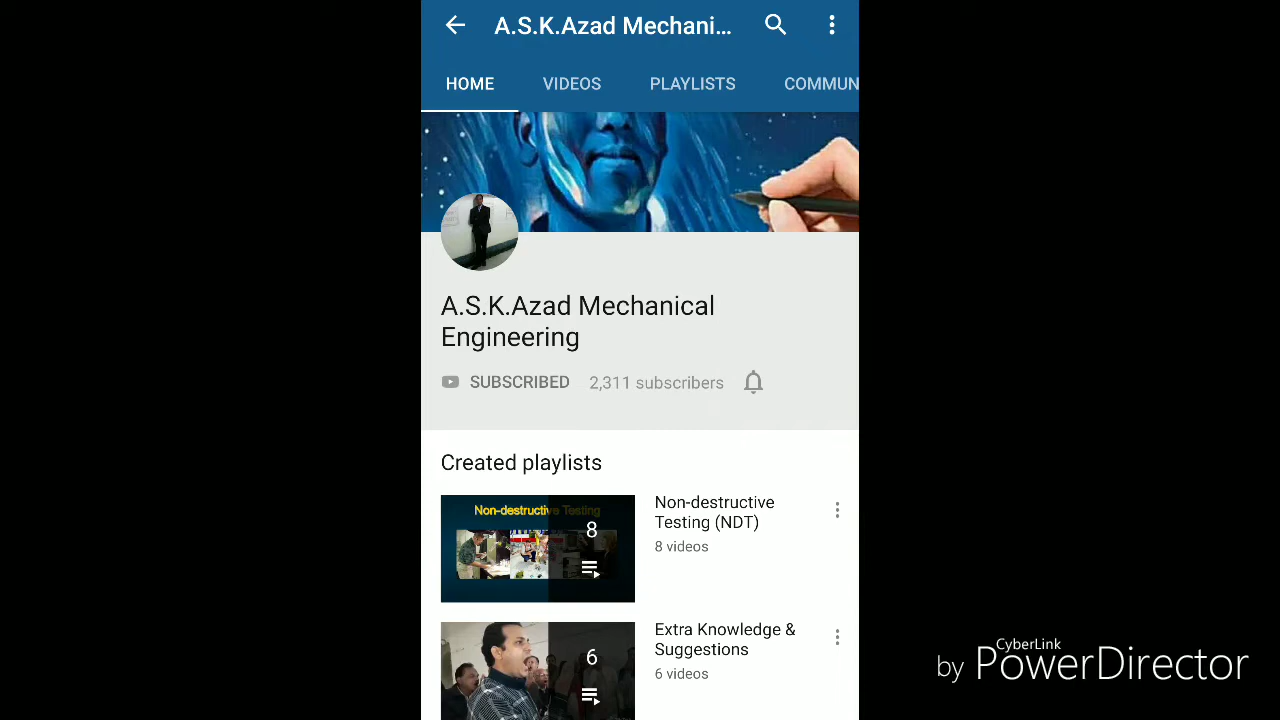 A.S.K.Azad Mechani...
HOME VIDEOS PLAYLISTS COMMUN
A.S.K.Azad Mechanical
Engineering
SUBSCRIBED 2,311 subscribers
Created playlists
Non-destructive Testing
8
Non-destructive
Testing (NDT)
8 videos
6
Extra Knowledge &
Suggestions
6 videos
CyberLink
by PowerDirector